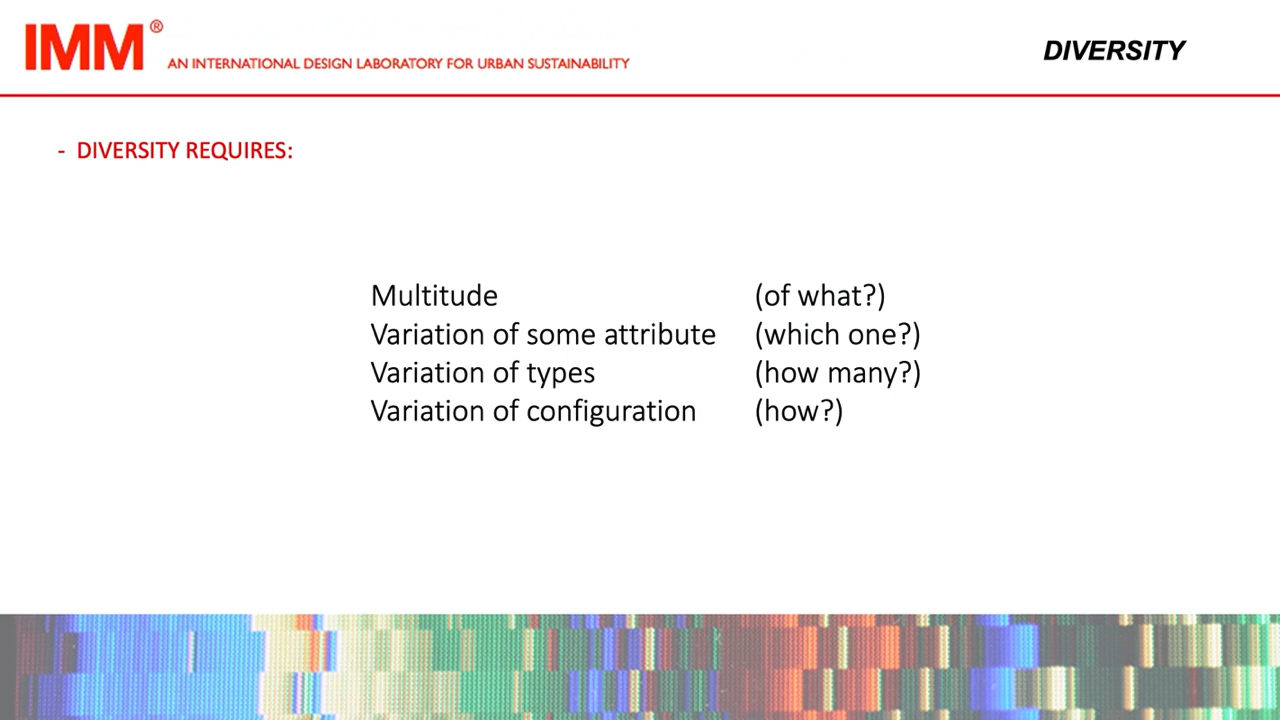 IMM®
AN INTERNATIONAL DESIGN LABORATORY FOR URBAN SUSTAINABILITY
DIVERSITY
- DIVERSITY REQUIRES:
Multitude (of what?)
Variation of some attribute (which one?)
Variation of types (how many?)
Variation of configuration (how?)